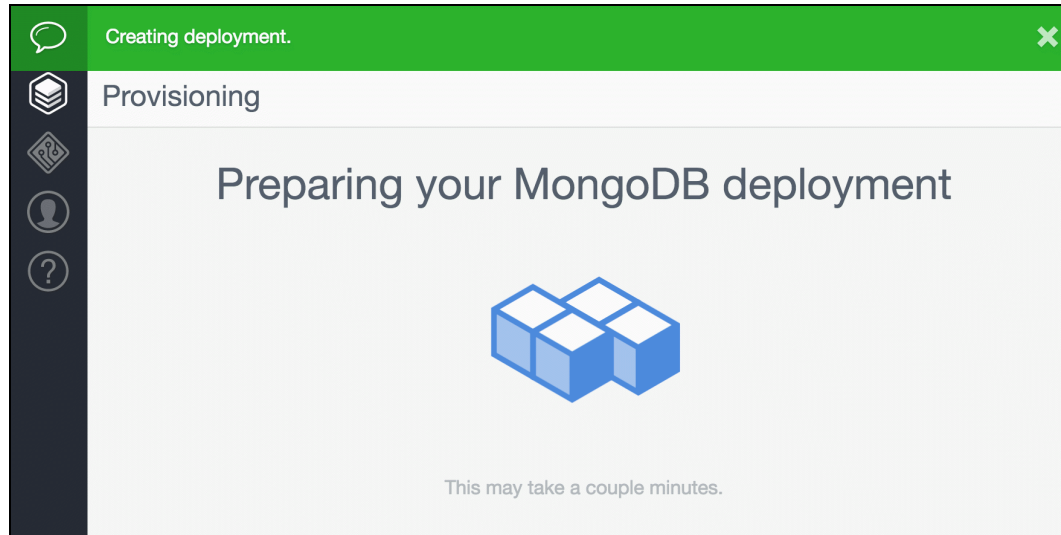 Creating deployment.
Provisioning
Preparing your MongoDB deployment
This may take a couple minutes.